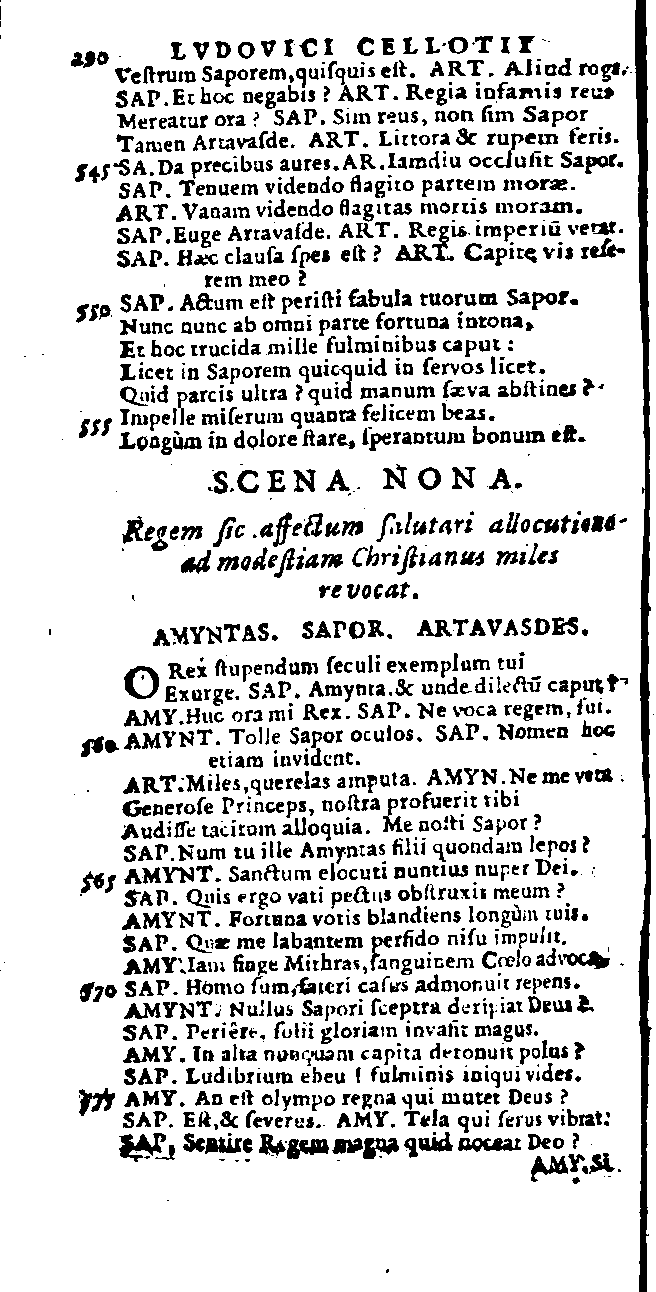 290 LVDOVICI CELLOTII
Veſtrum Saporem, quiſquis eſt. ART. Aliud roga.
SAP. Et hoc negabis? ART. Regia infamis reus
Mereatur ora? SAP. Sim reus, non ſim Sapor
Tamen Artavaſde. ART. Littora & rupem feris.
545 SA. Da precibus aures. AR. Iamdiu occluſit Sapor.
SAP. Tenuem videndo flagito partem moræ.
ART. Vanam videndo flagitas mortis moram.
SAP. Euge Artavaſde. ART. Regis imperiū vetat.
SAP. Hæc clauſa ſpes eſt? ART. Capite vis reſe-
rem meo?
550 SAP. Actum eſt periſti fabula tuorum Sapor.
Nunc nunc ab omni parte fortuna intona,
Et hoc trucida mille fulminibus caput:
Licet in Saporem quicquid in ſervos licet.
Quid parcis ultra? quid manum ſæva abſtines?
555 Impelle miſerum quanta felicem beas.
Longùm in dolore ſtare, ſperantum bonum eſt.
SCENA NONA.
Regem ſic affectum ſalutari allocutione
ad modeſtiam Chriſtianus miles
revocat.
AMYNTAS. SAPOR. ARTAVASDES.
O Rex ſtupendum ſeculi exemplum tui
Exurge. SAP. Amynta. & unde dilectū caput?
AMY. Huc ora mi Rex. SAP. Ne voca regem, fui.
560 AMYNT. Tolle Sapor oculos. SAP. Nomen hoc
etiam invident.
ART. Miles, querelas amputa. AMYN. Ne me veta
Generoſe Princeps, noſtra profuerit tibi
Audiſſe tacitum alloquia. Me noſti Sapor?
SAP. Num tu ille Amyntas filii quondam lepos?
565 AMYNT. Sanctum elocuti nuntius nuper Dei.
SAP. Quis ergo vati pectus obſtruxit meum?
AMYNT. Fortuna votis blandiens longùm tuis.
SAP. Quæ me labantem perfido niſu impulit.
AMY. Iam finge Mithras, ſanguinem Cœlo advoca,
570 SAP. Homo ſum, fateri caſus admonuit repens.
AMYNT. Nullus Sapori ſceptra deripiat Deus?
SAP. Periêre, ſolii gloriam invaſit magus.
AMY. In alta nunquam capita detonuit polus?
SAP. Ludibrium eheu! fulminis iniqui vides.
575 AMY. An eſt olympo regna qui mutet Deus?
SAP. Eſt, & ſeverus. AMY. Tela qui ſerus vibrat:
SAP. Sentire Regem magna quid noceat Deo?
AMY. Si